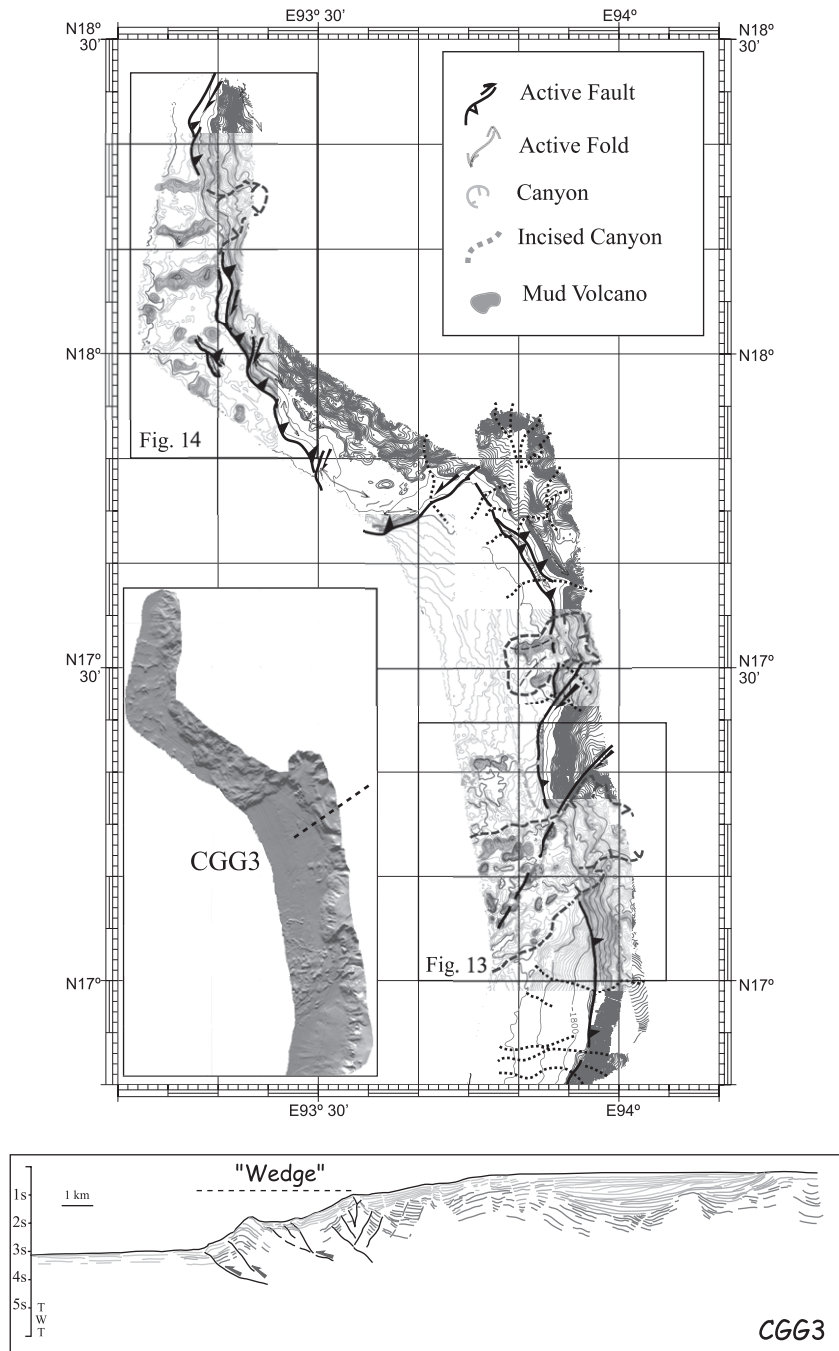 E93° 30'
E94°
N18°
30'
N18°
30'
Active Fault
Active Fold
Canyon
Incised Canyon
Mud Volcano
N18°
N18°
Fig. 14
N17°
30'
N17°
30'
CGG3
Fig. 13
N17°
N17°
-1800
E93° 30'
E94°
"Wedge"
1s
1 km
2s
3s
4s
5s
T
W
T
CGG3